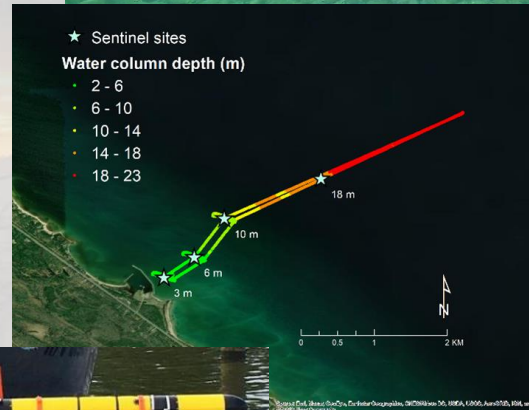 Sentinel sites
Water column depth (m)
2 - 6
6 - 10
10 - 14
14 - 18
18 - 23
18 m
10 m
6 m
3 m
N
0 0.5 1 2 KM